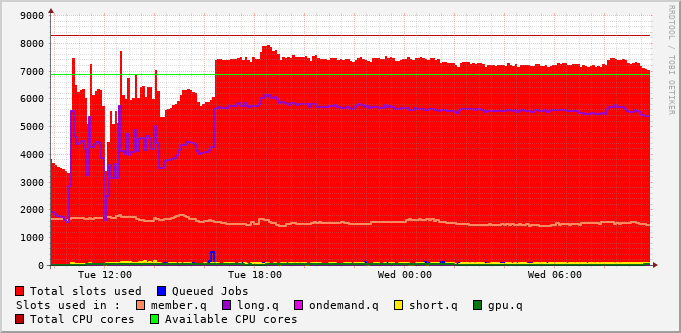 9000
8000
7000
6000
5000
4000
3000
2000
1000
0
Tue 12:00 Tue 18:00 Wed 00:00 Wed 06:00
RRDTOOL / TOBI OETIKER
Total slots used Queued Jobs
Slots used in : member.q long.q ondemand.q short.q gpu.q
Total CPU cores Available CPU cores